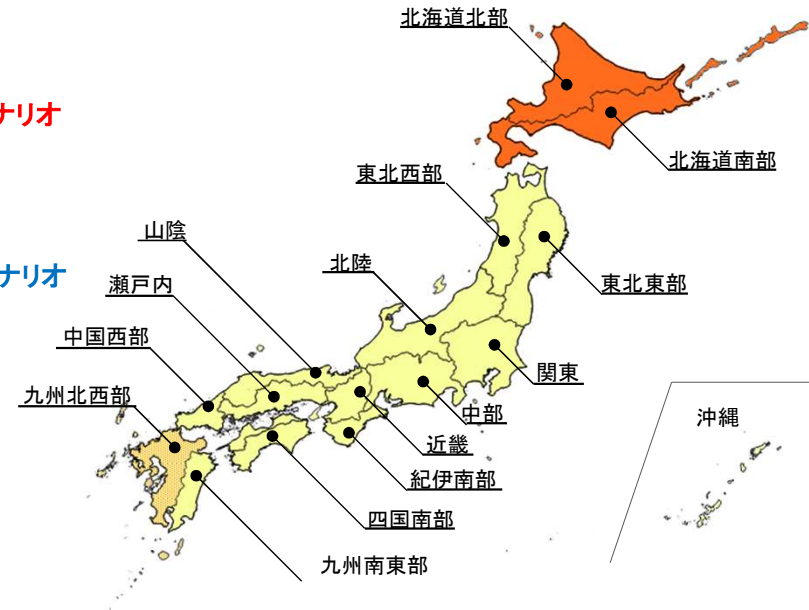 北海道北部
ナリオ
北海道南部
東北西部
山陰
北陸
ナリオ
瀬戸内
東北東部
中国西部
関東
九州北西部
中部
沖縄
近畿
紀伊南部
四国南部
九州南東部